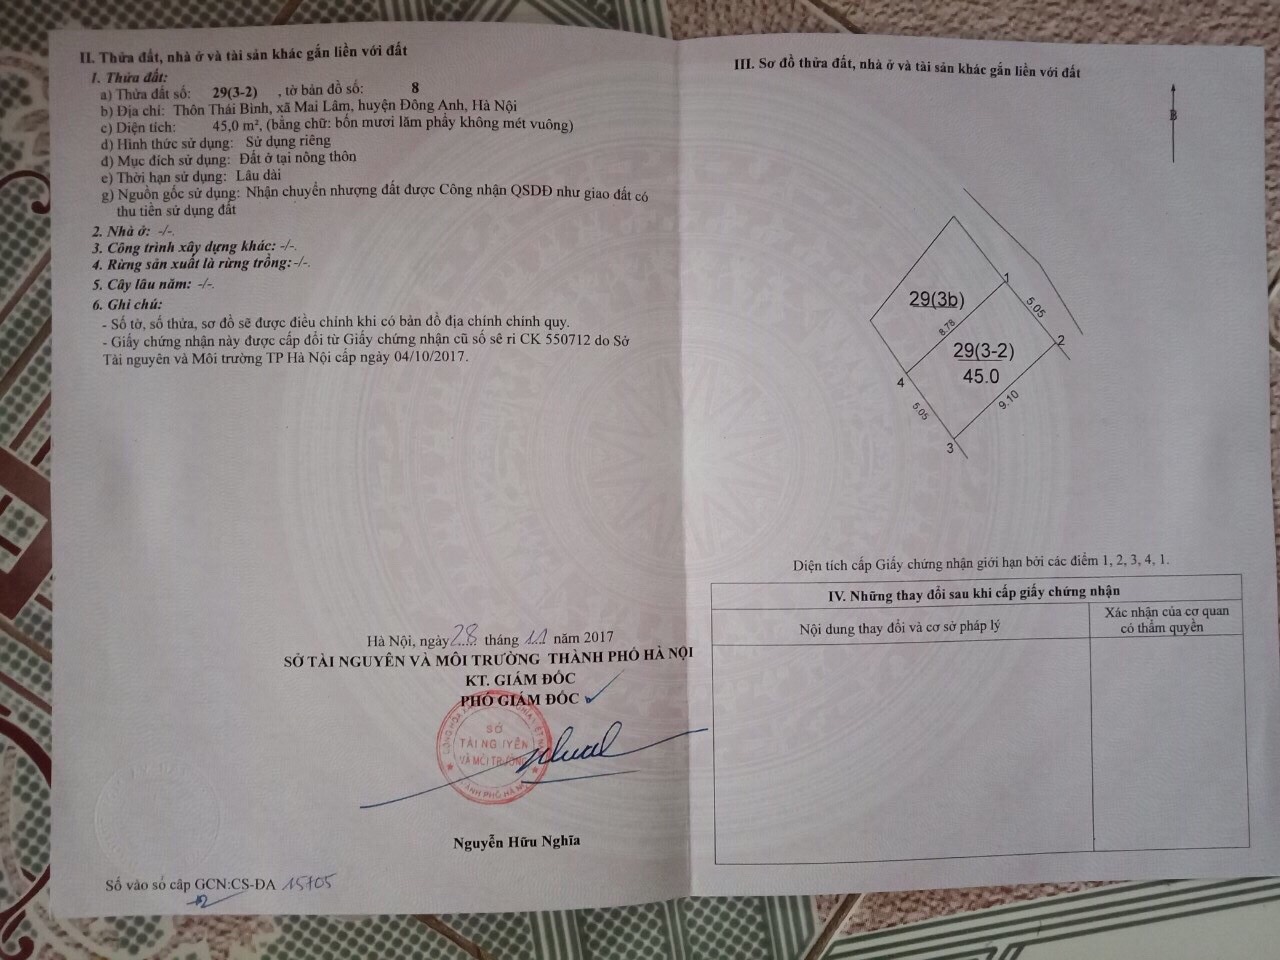 II. Thửa đất, nhà ở và tài sản khác gắn liền với đất
1. Thửa đất:
a) Thửa đất số: 29(3-2) , tờ bản đồ số: 8
b) Địa chỉ: Thôn Thái Bình, xã Mai Lâm, huyện Đông Anh, Hà Nội
c) Diện tích: 45,0 m², (bằng chữ: bốn mươi lăm phẩy không mét vuông)
d) Hình thức sử dụng: Sử dụng riêng
đ) Mục đích sử dụng: Đất ở tại nông thôn
e) Thời hạn sử dụng: Lâu dài
g) Nguồn gốc sử dụng: Nhận chuyển nhượng đất được Công nhận QSDĐ như giao đất có
thu tiền sử dụng đất
2. Nhà ở: -/-.
3. Công trình xây dựng khác: -/-.
4. Rừng sản xuất là rừng trồng:-/-.
5. Cây lâu năm: -/-.
6. Ghi chú:
- Số tờ, số thửa, sơ đồ sẽ được điều chỉnh khi có bản đồ địa chính chính quy.
- Giấy chứng nhận này được cấp đổi từ Giấy chứng nhận cũ số sê ri CK 550712 do Sở
Tài nguyên và Môi trường TP Hà Nội cấp ngày 04/10/2017.
Hà Nội, ngày 28 tháng 11 năm 2017
SỞ TÀI NGUYÊN VÀ MÔI TRƯỜNG THÀNH PHỐ HÀ NỘI
KT. GIÁM ĐỐC
PHÓ GIÁM ĐỐC
SỞ
TÀI NGUYÊN
VÀ MÔI TRƯỜNG
Nguyễn Hữu Nghĩa
Số vào sổ cấp GCN:CS-ĐA 15705
III. Sơ đồ thửa đất, nhà ở và tài sản khác gắn liền với đất
B
1
29(3b)
5.05
8.78
2
29(3-2)
45.0
4
9.10
5.05
3
Diện tích cấp Giấy chứng nhận giới hạn bởi các điểm 1, 2, 3, 4, 1.
IV. Những thay đổi sau khi cấp giấy chứng nhận
Nội dung thay đổi và cơ sở pháp lý
Xác nhận của cơ quan
có thẩm quyền